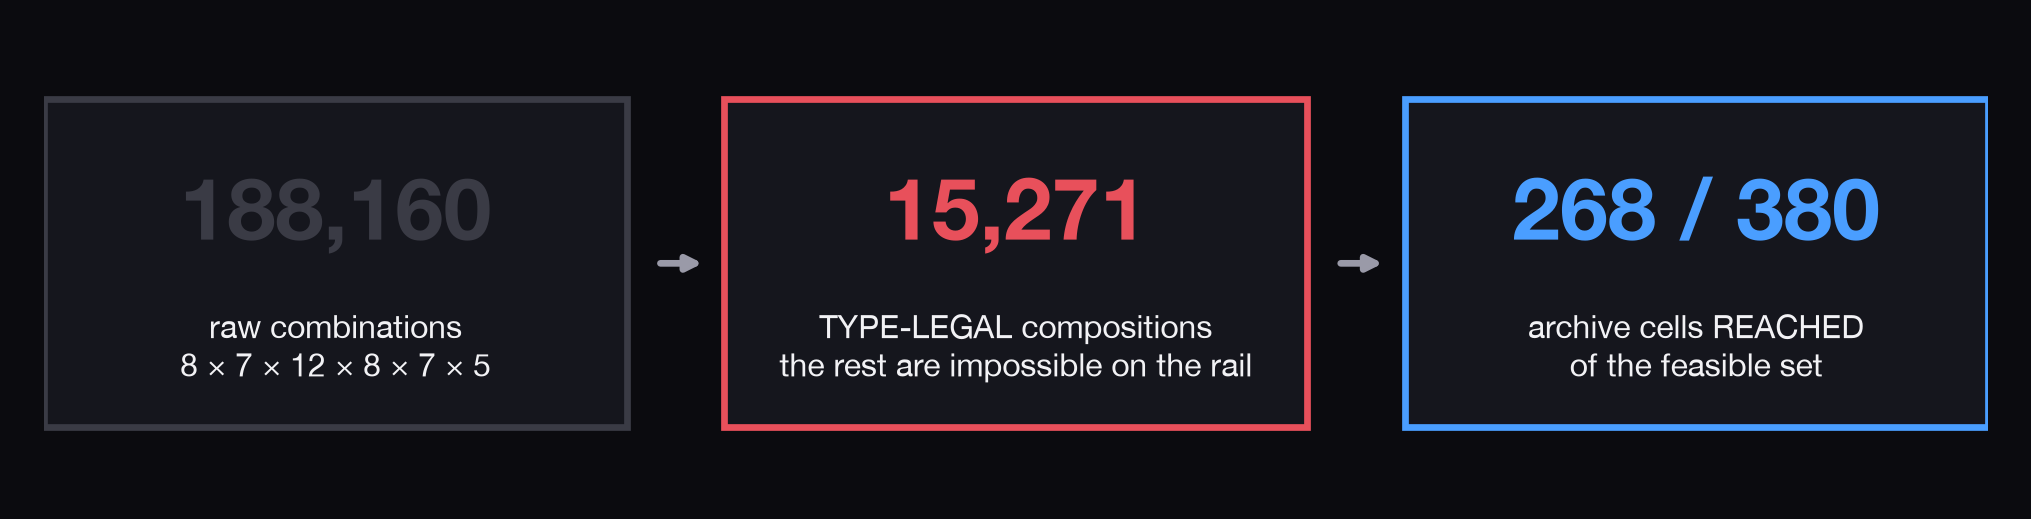 188,160
raw combinations
8 × 7 × 12 × 8 × 7 × 5
15,271
TYPE-LEGAL compositions
the rest are impossible on the rail
268 / 380
archive cells REACHED
of the feasible set